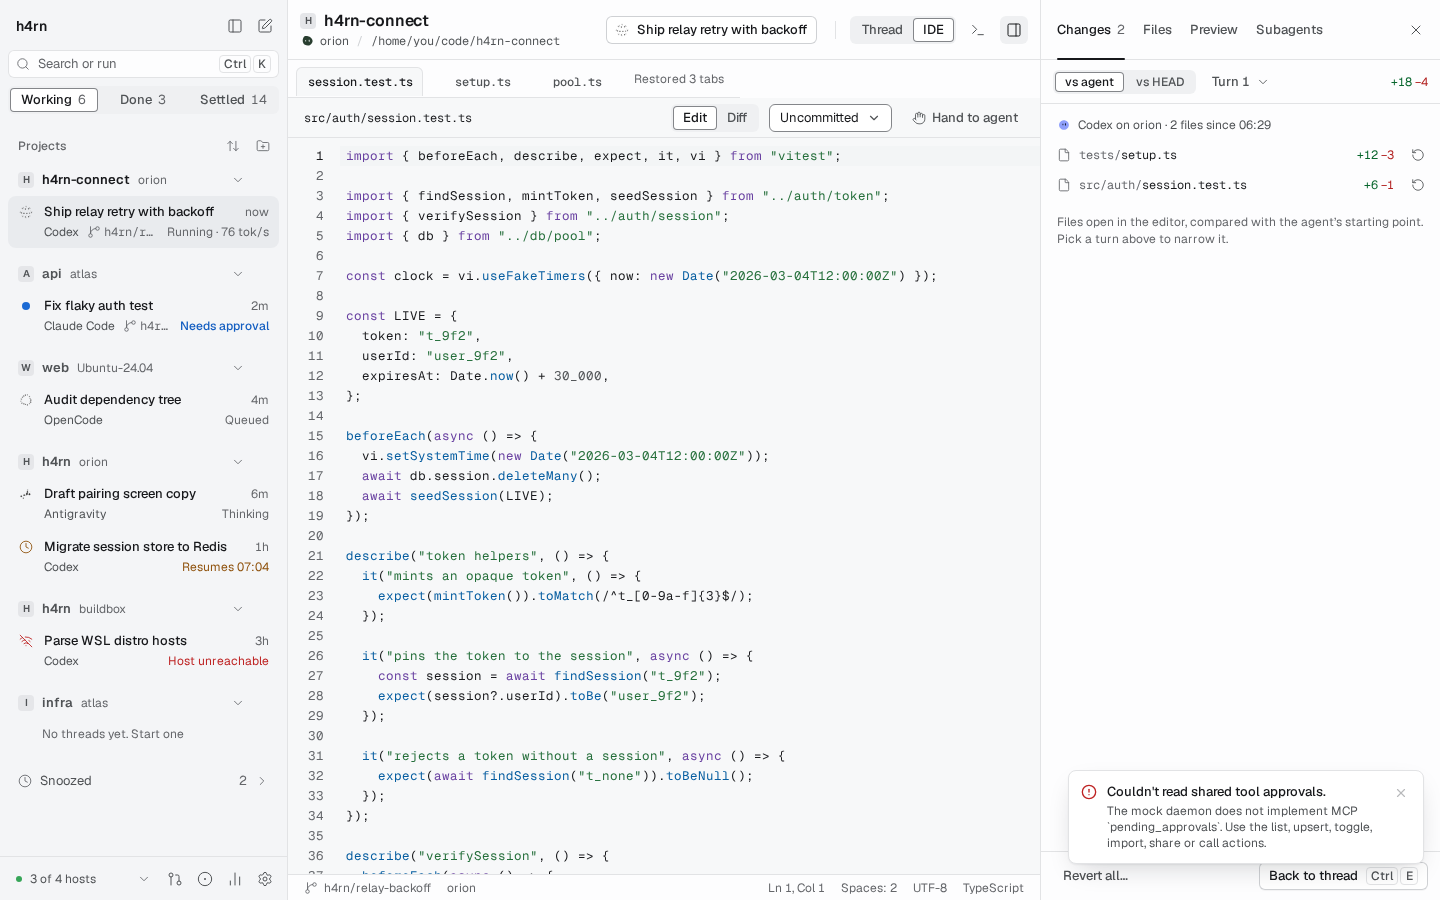 h4rn
Search or run Ctrl K
Working 6 Done 3 Settled 14
Projects
H h4rn-connect orion
Ship relay retry with backoff now
Codex h4rn/r… Running · 76 tok/s
A api atlas
Fix flaky auth test 2m
Claude Code h4r… Needs approval
W web Ubuntu-24.04
Audit dependency tree 4m
OpenCode Queued
H h4rn orion
Draft pairing screen copy 6m
Antigravity Thinking
Migrate session store to Redis 1h
Codex Resumes 07:04
H h4rn buildbox
Parse WSL distro hosts 3h
Codex Host unreachable
I infra atlas
No threads yet. Start one
Snoozed 2
3 of 4 hosts
H h4rn-connect
orion / /home/you/code/h4rn-connect
Ship relay retry with backoff
Thread IDE
session.test.ts setup.ts pool.ts Restored 3 tabs
src/auth/session.test.ts Edit Diff Uncommitted Hand to agent
1 import { beforeEach, describe, expect, it, vi } from "vitest";
2
3 import { findSession, mintToken, seedSession } from "../auth/token";
4 import { verifySession } from "../auth/session";
5 import { db } from "../db/pool";
6
7 const clock = vi.useFakeTimers({ now: new Date("2026-03-04T12:00:00Z") });
8
9 const LIVE = {
10 token: "t_9f2",
11 userId: "user_9f2",
12 expiresAt: Date.now() + 30_000,
13 };
14
15 beforeEach(async () => {
16 vi.setSystemTime(new Date("2026-03-04T12:00:00Z"));
17 await db.session.deleteMany();
18 await seedSession(LIVE);
19 });
20
21 describe("token helpers", () => {
22 it("mints an opaque token", () => {
23 expect(mintToken()).toMatch(/^t_[0-9a-f]{3}$/);
24 });
25
26 it("pins the token to the session", async () => {
27 const session = await findSession("t_9f2");
28 expect(session?.userId).toBe("user_9f2");
29 });
30
31 it("rejects a token without a session", async () => {
32 expect(await findSession("t_none")).toBeNull();
33 });
34 });
35
36 describe("verifySession", () => {
h4rn/relay-backoff orion Ln 1, Col 1 Spaces: 2 UTF-8 TypeScript
Changes 2 Files Preview Subagents
vs agent vs HEAD Turn 1 +18 −4
Codex on orion · 2 files since 06:29
tests/setup.ts +12 −3
src/auth/session.test.ts +6 −1
Files open in the editor, compared with the agent's starting point.
Pick a turn above to narrow it.
Couldn't read shared tool approvals.
The mock daemon does not implement MCP
`pending_approvals`. Use the list, upsert, toggle,
import, share or call actions.
Revert all… Back to thread Ctrl E